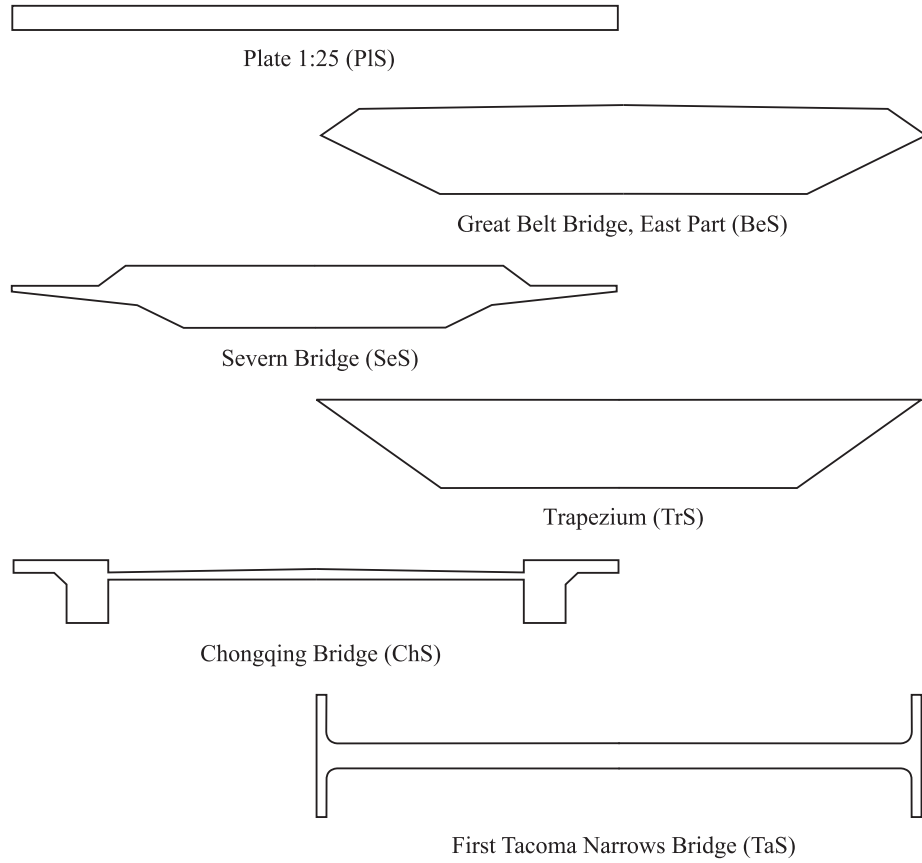 Plate 1:25 (PlS)
Great Belt Bridge, East Part (BeS)
Severn Bridge (SeS)
Trapezium (TrS)
Chongqing Bridge (ChS)
First Tacoma Narrows Bridge (TaS)